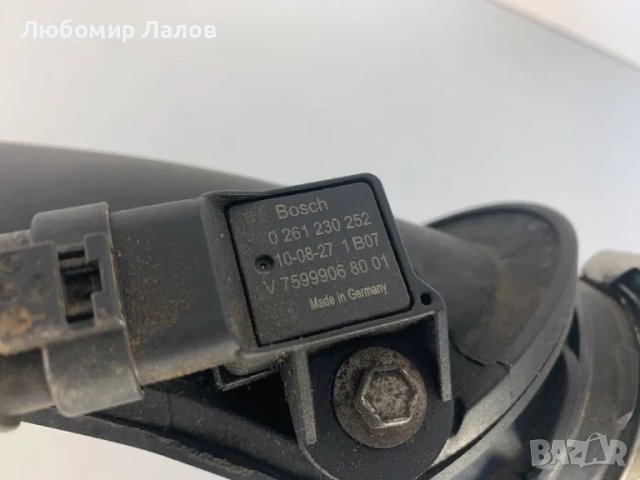 Любомир Лалов
Bosch
0 261 230 252
10-08-27 1B07
V 7599906 80 01
Made in Germany
BAZAR